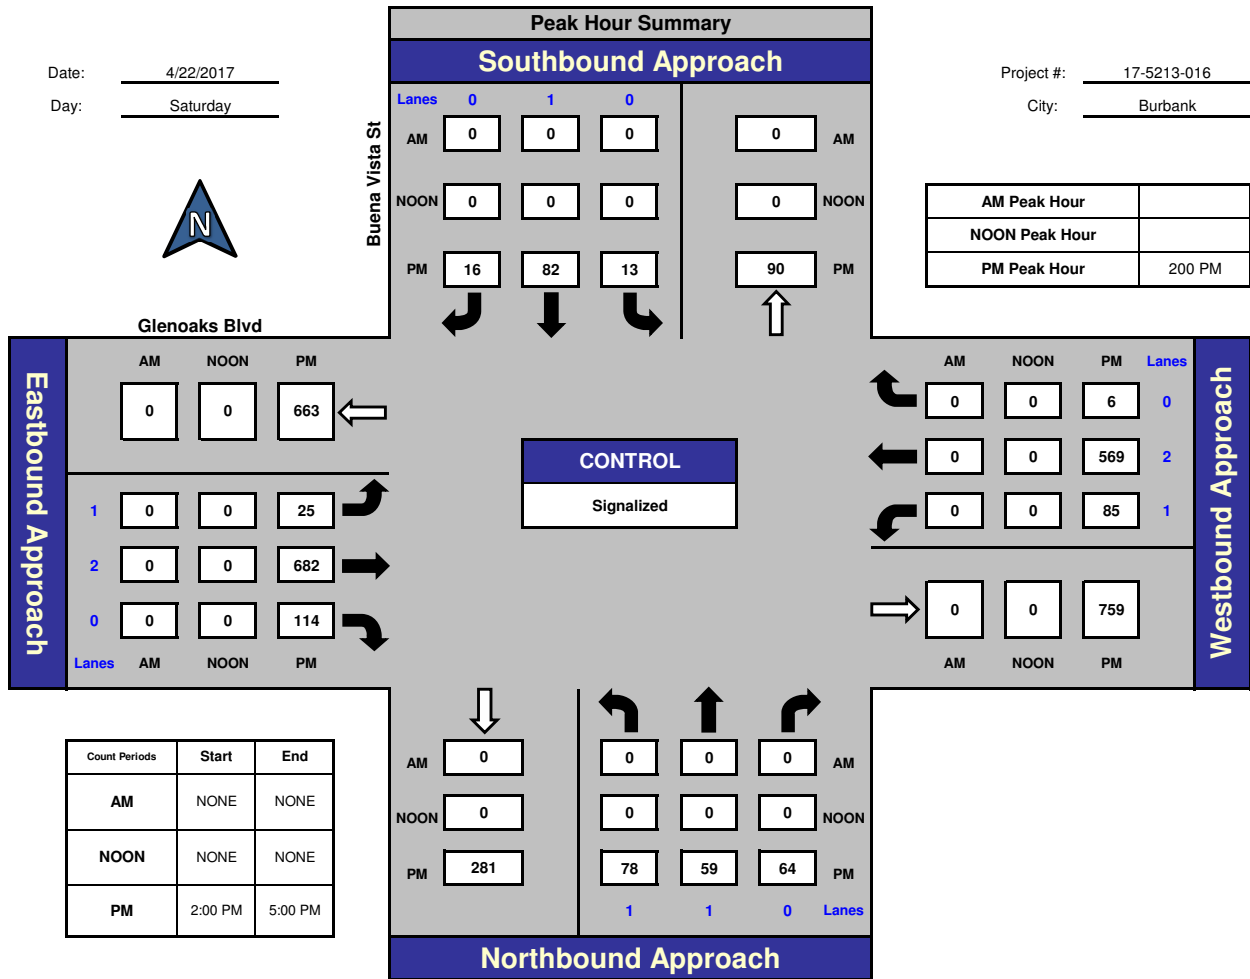 Peak Hour Summary
Southbound Approach
Date: 4/22/2017
Day: Saturday
Project #: 17-5213-016
City: Burbank
Buena Vista St
Lanes 0 1 0
AM 0 0 0 0 AM
NOON 0 0 0 0 NOON
PM 16 82 13 90 PM
N
AM Peak Hour
NOON Peak Hour
PM Peak Hour 200 PM
Glenoaks Blvd
Eastbound Approach
AM NOON PM
0 0 663
1 0 0 25
2 0 0 682
0 0 0 114
Lanes AM NOON PM
CONTROL
Signalized
AM NOON PM Lanes
0 0 6 0
0 0 569 2
0 0 85 1
0 0 759
AM NOON PM
Westbound Approach
Count Periods Start End
AM NONE NONE
NOON NONE NONE
PM 2:00 PM 5:00 PM
AM 0 0 0 0 AM
NOON 0 0 0 0 NOON
PM 281 78 59 64 PM
1 1 0 Lanes
Northbound Approach